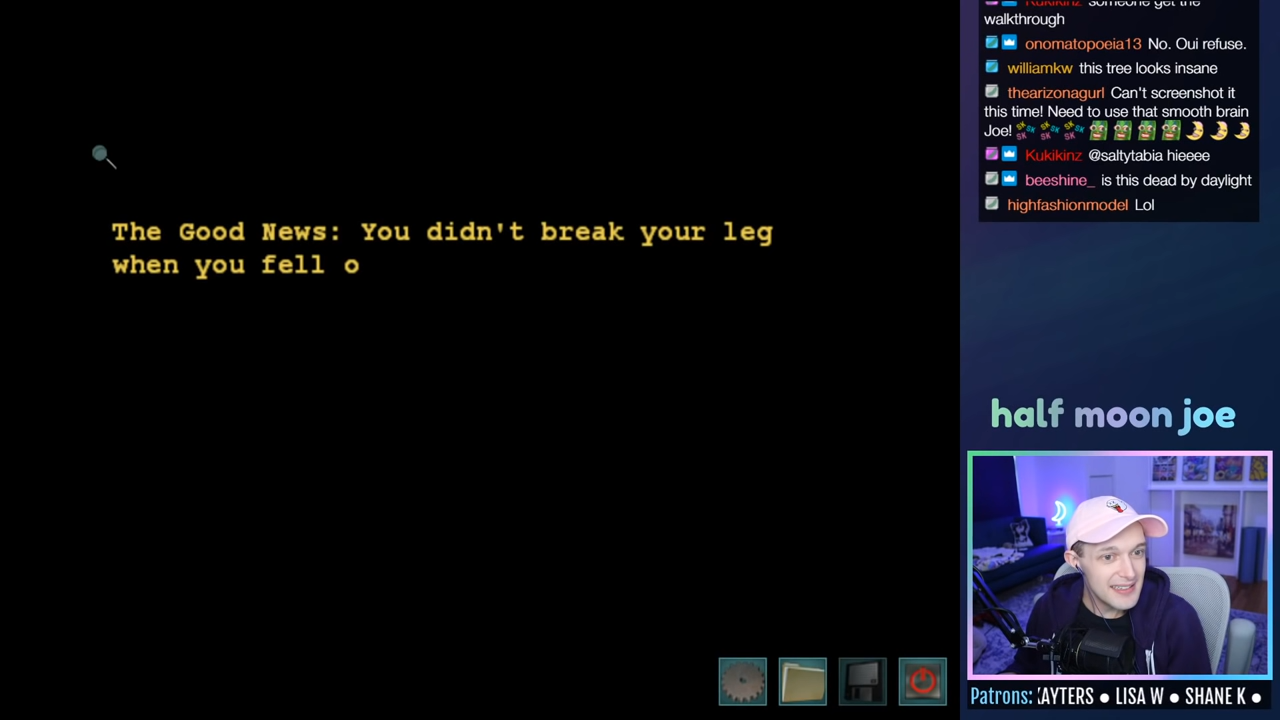 The Good News: You didn't break your leg
when you fell o
Kukikinz someone get the
walkthrough
onomatopoeia13 No. Oui refuse.
williamkw this tree looks insane
thearizonagurl Can't screenshot it
this time! Need to use that smooth brain
Joe!
Kukikinz @saltytabia hieeee
beeshine_ is this dead by daylight
highfashionmodel Lol
half moon joe
Patrons: KAYTERS ● LISA W ● SHANE K ●